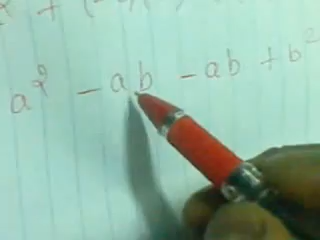 a² - ab - ab + b²